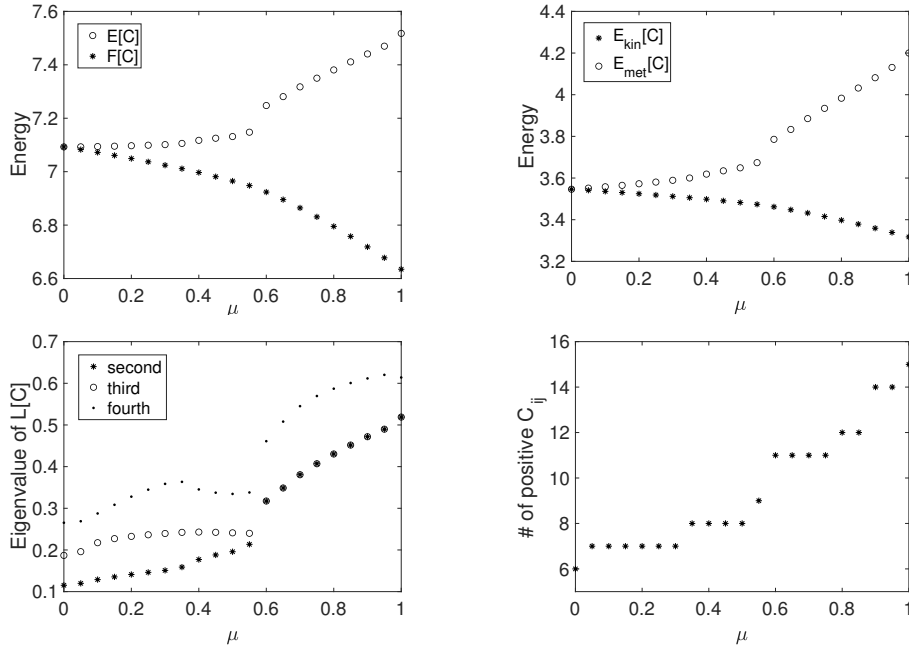 7.6
7.4
7.2
7
6.8
6.6
Energy
E[C]
F[C]
0 0.2 0.4 0.6 0.8 1
μ
4.4
4.2
4
3.8
3.6
3.4
3.2
Energy
E_kin[C]
E_met[C]
0 0.2 0.4 0.6 0.8 1
μ
0.7
0.6
0.5
0.4
0.3
0.2
0.1
Eigenvalue of L[C]
second
third
fourth
0 0.2 0.4 0.6 0.8 1
μ
16
14
12
10
8
6
# of positive C_ij
0 0.2 0.4 0.6 0.8 1
μ